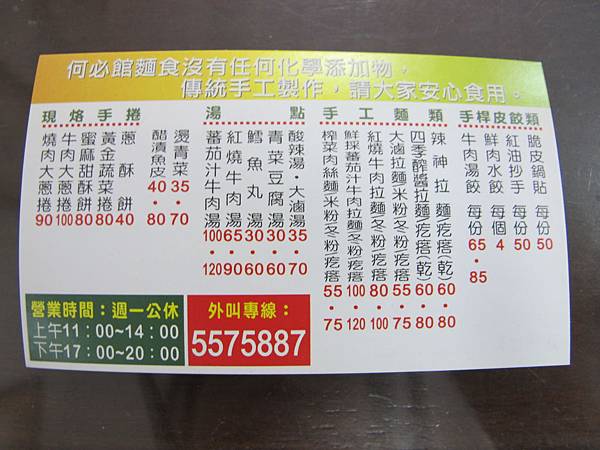 何必館麵食沒有任何化學添加物，
傳統手工製作，請大家安心食用。
現烙手捲
燒肉大蔥捲 90
牛肉大蔥捲 100
蜜麻甜酥餅 80
黃金蔬菜捲 80
蔥酥餅 40
醋漬魚皮 40·80
燙青菜 35·70
湯點
蕃茄汁牛肉湯 100·120
紅燒牛肉湯 65·90
鱈魚丸湯 30·60
青菜豆腐湯 30·60
酸辣湯·大滷湯 35·70
手工麵類
榨菜肉絲麵/米粉/冬粉/疙瘩 55·75
鮮採蕃茄汁牛肉拉麵/冬粉/疙瘩 100·120
紅燒牛肉拉麵/冬粉/疙瘩 80·100
大滷拉麵/米粉/冬粉/疙瘩 55·75
四季醡醬拉麵/疙瘩(乾) 60·80
辣神拉麵/疙瘩(乾) 60·80
手桿皮餃類
牛肉湯餃 每份 65·85
鮮肉水餃 每個 4
紅油抄手 每份 50
脆皮鍋貼 每份 50
營業時間：週一公休
上午11：00~14：00
下午17：00~20：00
外叫專線：
5575887